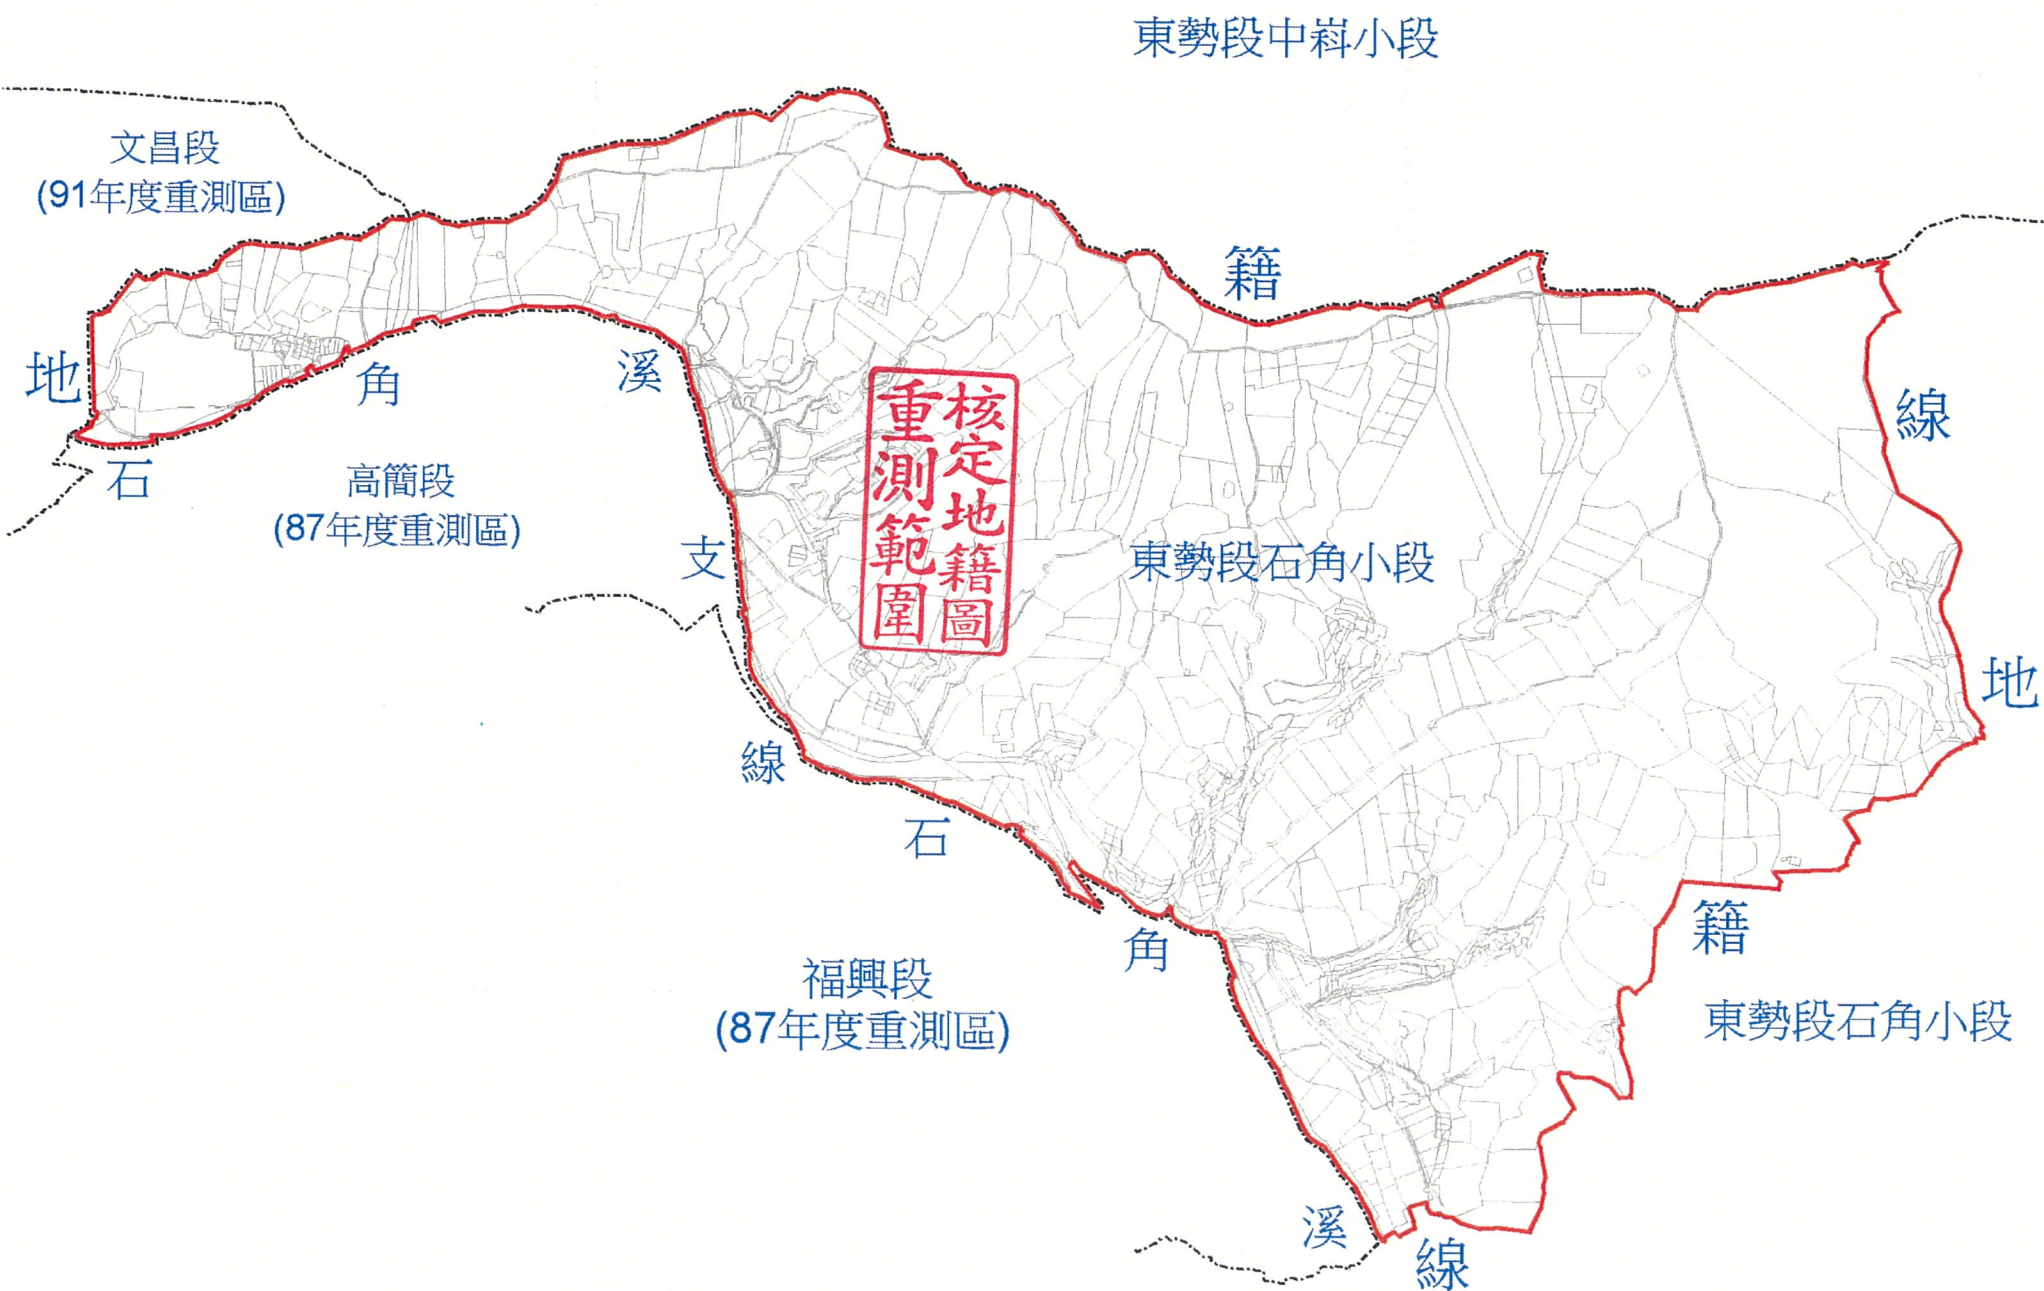 東勢段中嵙小段
文昌段
(91年度重測區)
籍
地
角
溪
線
石
高簡段
(87年度重測區)
核定地籍圖
重測範圍
支
東勢段石角小段
地
線
石
籍
角
福興段
(87年度重測區)
東勢段石角小段
溪
線